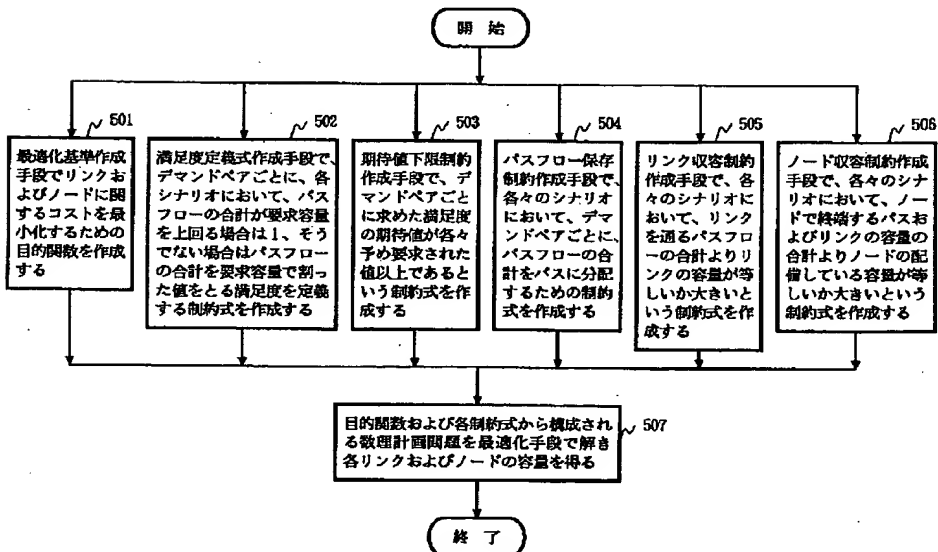 開始
501
最適化基準作成
手段でリンクお
よびノードに関
するコストを最
小化するための
目的関数を作成
する
502
満足度定義式作成手段で、
デマンドペアごとに、各
シナリオにおいて、パス
フローの合計が要求容量
を上回る場合は1、そう
でない場合はパスフロー
の合計を要求容量で割っ
た値をとる満足度を定義
する制約式を作成する
503
期待値下限制約
作成手段で、デ
マンドペアごと
に求めた満足度
の期待値が各々
予め要求された
値以上であると
いう制約式を作
成する
504
パスフロー保存
制約作成手段で、
各々のシナリオ
において、デマ
ンドペアごとに、
パスフローの合
計をパスに分配
するための制約
式を作成する
505
リンク収容制約
作成手段で、各
々のシナリオに
おいて、リンク
を通るパスフロ
ーの合計よりリ
ンクの容量が等
しいか大きいと
いう制約式を作
成する
506
ノード収容制約作成
手段で、各々のシナ
リオにおいて、ノー
ドで終端するパスお
よびリンクの容量の
合計よりノードの配
備している容量が等
しいか大きいという
制約式を作成する
目的関数および各制約式から構成され
る数理計画問題を最適化手段で解き
各リンクおよびノードの容量を得る
507
終了